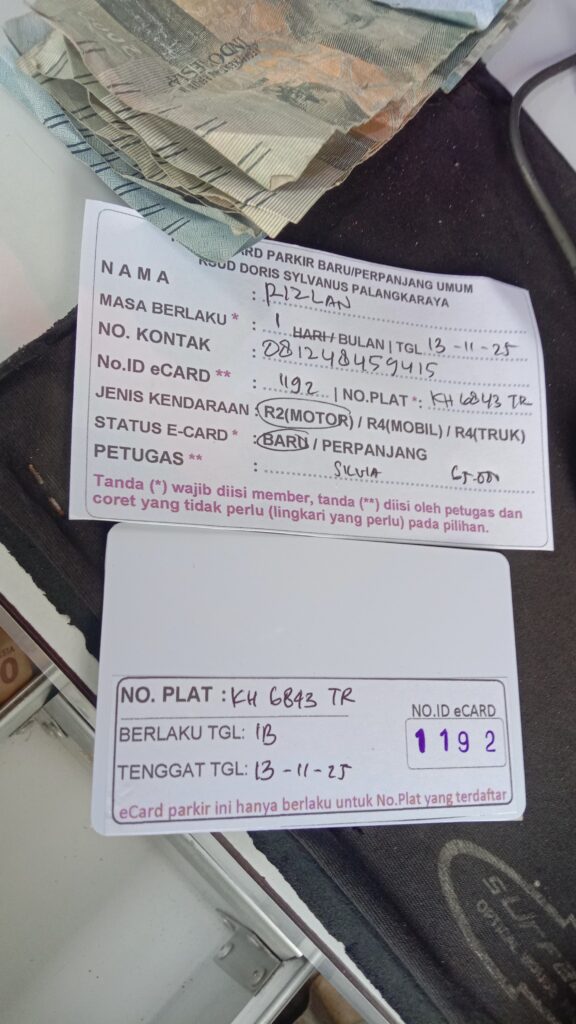 INDONESIA
CARD PARKIR BARU/PERPANJANG UMUM
RSUD DORIS SYLVANUS PALANGKARAYA
NAMA : RIZLAN
MASA BERLAKU * : 1 HARI / BULAN | TGL 13-11-25
NO. KONTAK : 081248459415
No.ID eCARD ** : 1192 | NO.PLAT *: KH 6843 TR
JENIS KENDARAAN : R2(MOTOR) / R4(MOBIL) / R4(TRUK)
STATUS E-CARD * : BARU / PERPANJANG
PETUGAS ** : SILVIA 65.000
Tanda (*) wajib diisi member, tanda (**) diisi oleh petugas dan
coret yang tidak perlu (lingkari yang perlu) pada pilihan.
NO. PLAT : KH 6843 TR
BERLAKU TGL: 1B
TENGGAT TGL: 13-11-25
NO.ID eCARD
1192
eCard parkir ini hanya berlaku untuk No.Plat yang terdaftar